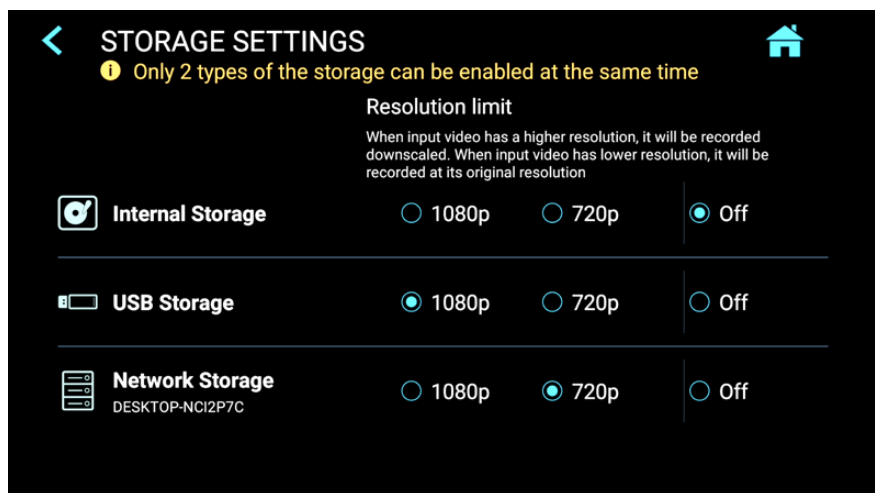 STORAGE SETTINGS
Only 2 types of the storage can be enabled at the same time
Resolution limit
When input video has a higher resolution, it will be recorded
downscaled. When input video has lower resolution, it will be
recorded at its original resolution
Internal Storage 1080p 720p Off
USB Storage 1080p 720p Off
Network Storage 1080p 720p Off
DESKTOP-NCI2P7C